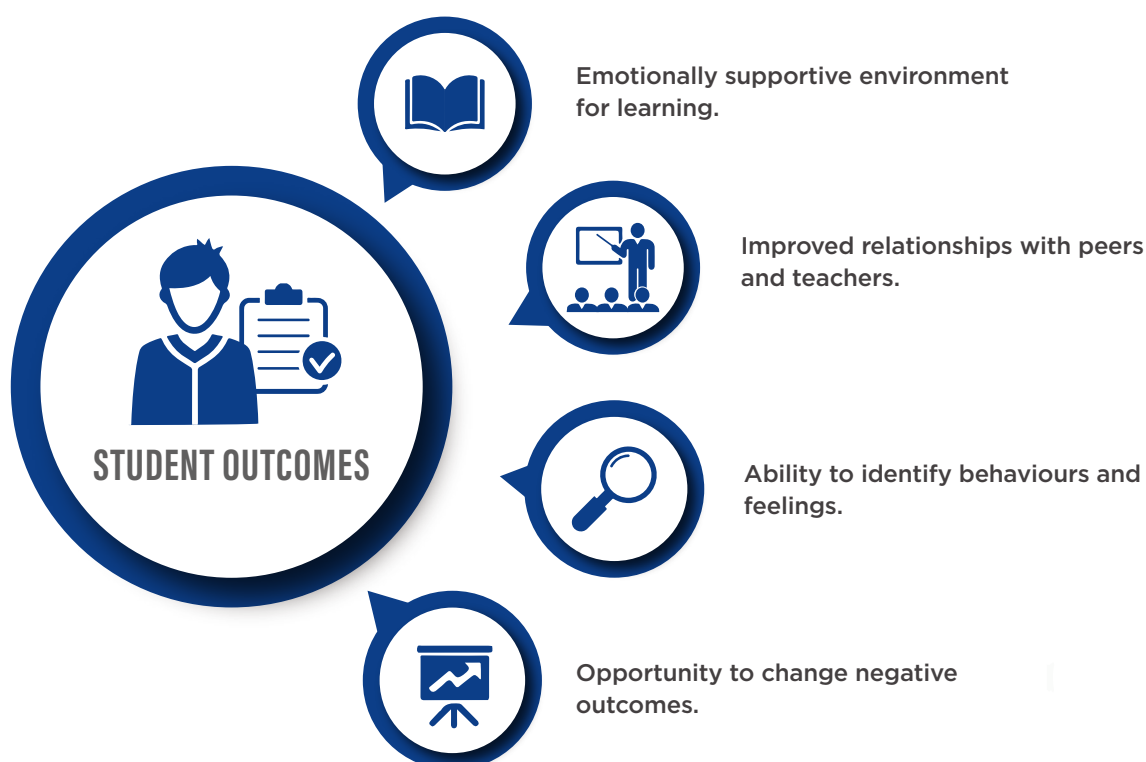 Emotionally supportive environment
for learning.
Improved relationships with peers
and teachers.
STUDENT OUTCOMES
Ability to identify behaviours and
feelings.
Opportunity to change negative
outcomes.